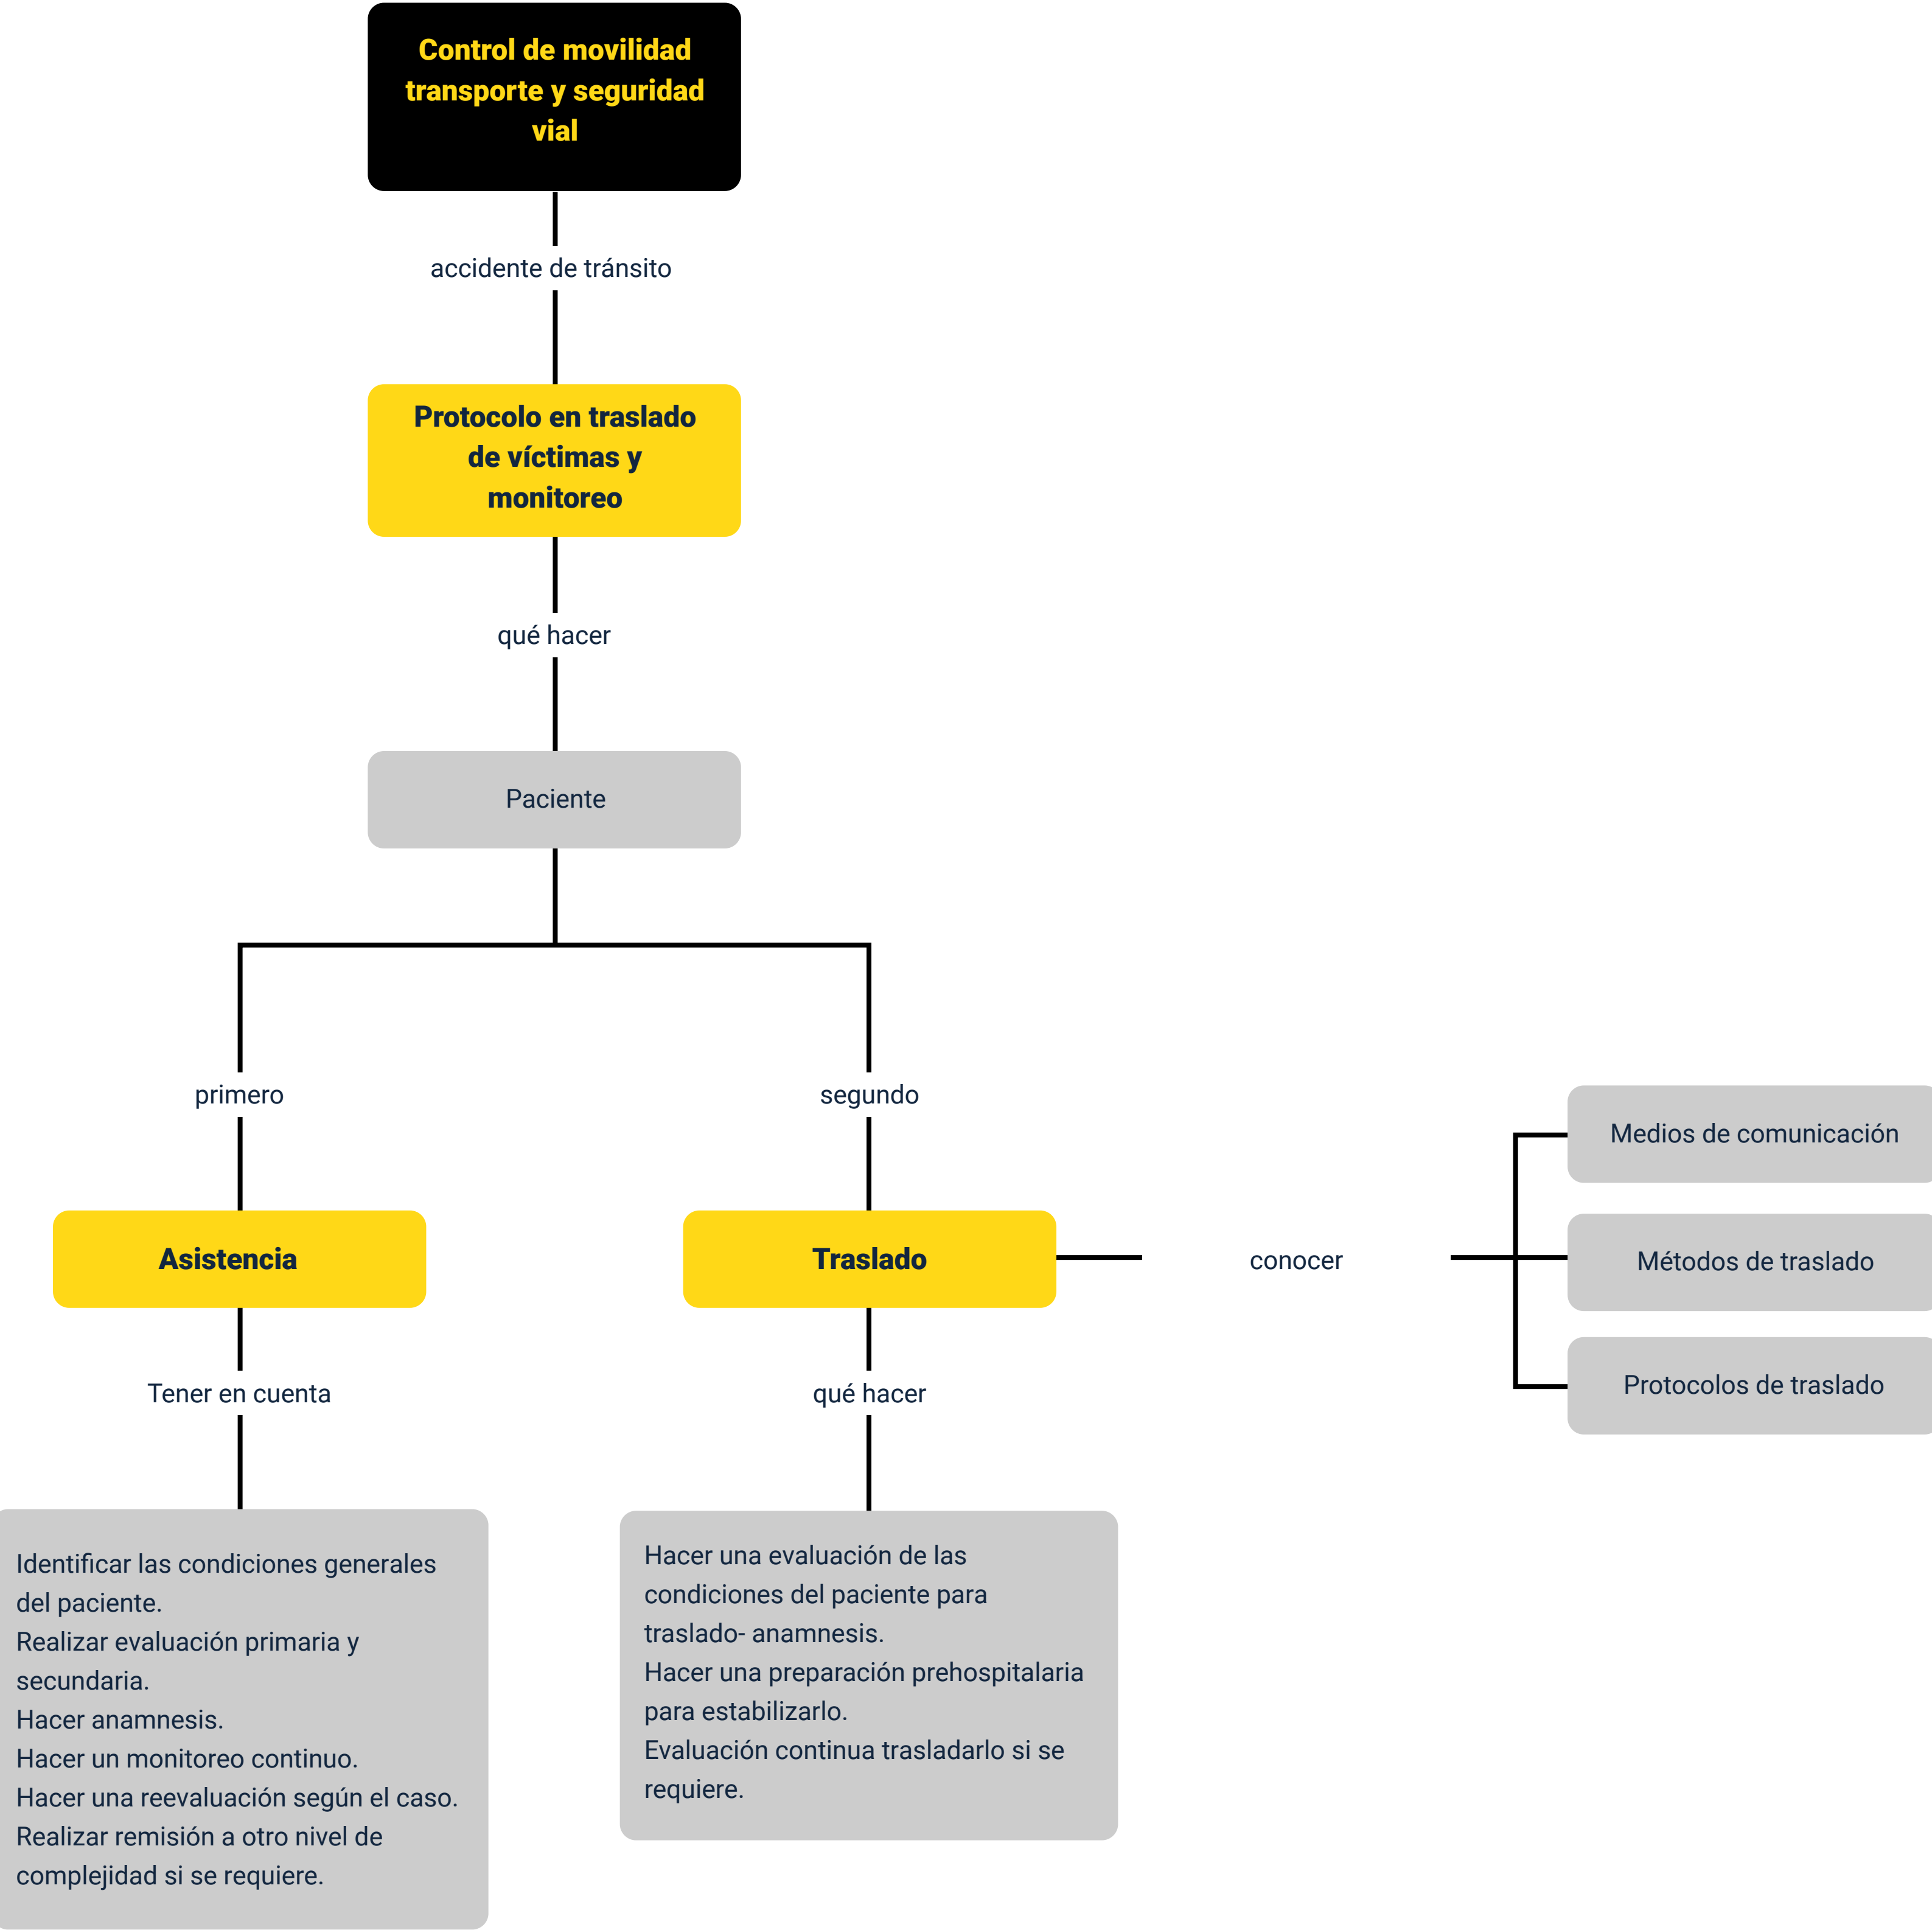 Control de movilidad
transporte y seguridad
vial
accidente de tránsito
Protocolo en traslado
de víctimas y
monitoreo
qué hacer
Paciente
primero
segundo
Asistencia
Traslado
conocer
Medios de comunicación
Métodos de traslado
Protocolos de traslado
Tener en cuenta
qué hacer
Identificar las condiciones generales
del paciente.
Realizar evaluación primaria y
secundaria.
Hacer anamnesis.
Hacer un monitoreo continuo.
Hacer una reevaluación según el caso.
Realizar remisión a otro nivel de
complejidad si se requiere.
Hacer una evaluación de las
condiciones del paciente para
traslado- anamnesis.
Hacer una preparación prehospitalaria
para estabilizarlo.
Evaluación continua trasladarlo si se
requiere.